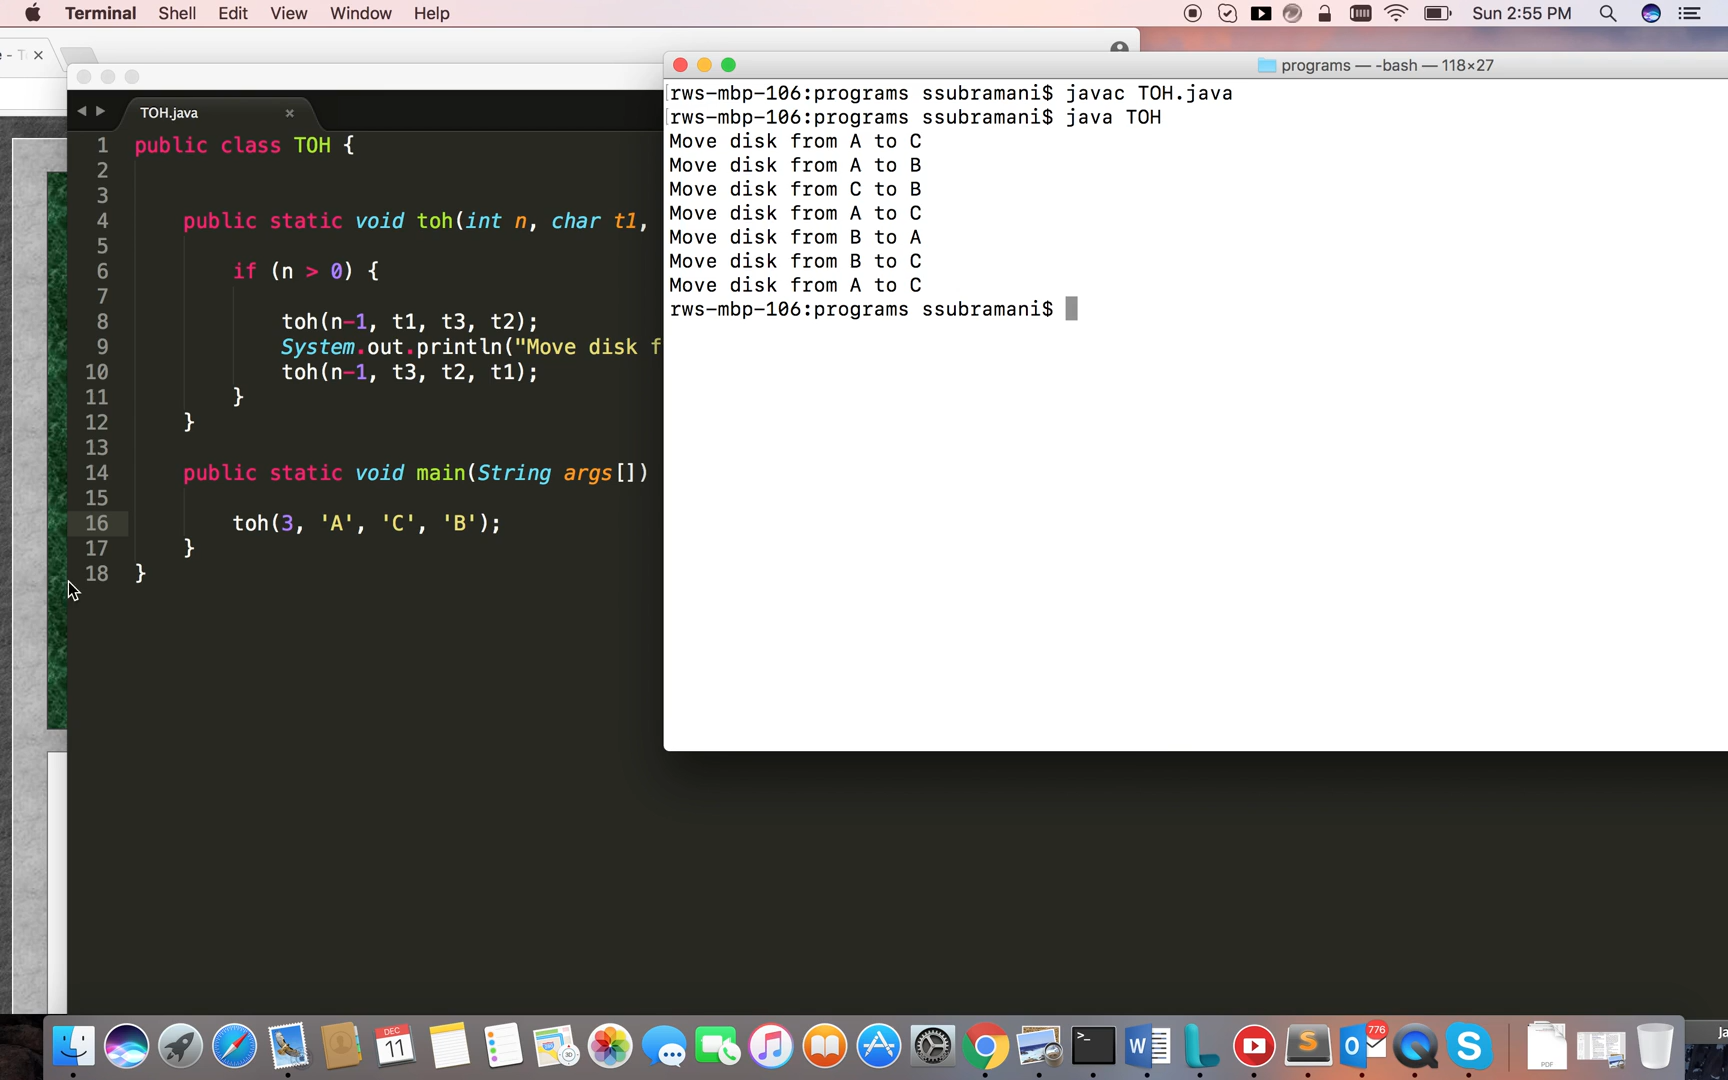 Terminal Shell Edit View Window Help Sun 2:55 PM
TOH.java
1 public class TOH {
2
3
4 public static void toh(int n, char t1,
5
6 if (n > 0) {
7
8 toh(n-1, t1, t3, t2);
9 System.out.println("Move disk f
10 toh(n-1, t3, t2, t1);
11 }
12 }
13
14 public static void main(String args[])
15
16 toh(3, 'A', 'C', 'B');
17 }
18 }
programs — -bash — 118×27
rws-mbp-106:programs ssubramani$ javac TOH.java
rws-mbp-106:programs ssubramani$ java TOH
Move disk from A to C
Move disk from A to B
Move disk from C to B
Move disk from A to C
Move disk from B to A
Move disk from B to C
Move disk from A to C
rws-mbp-106:programs ssubramani$
DEC
11
776
PDF